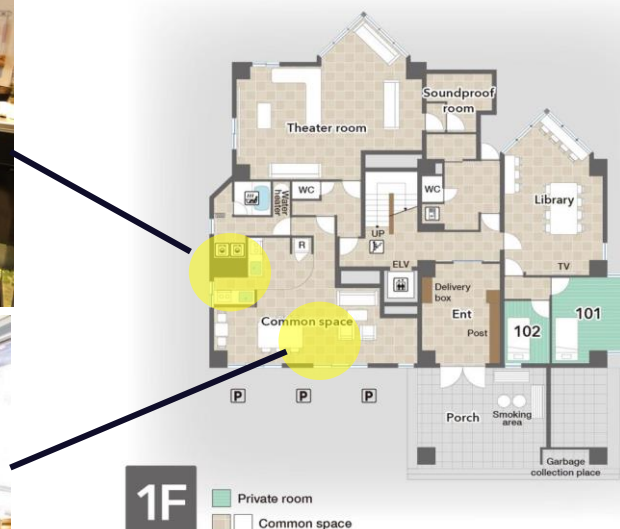 Soundproof
room
Theater room
Water
heater
WC
WC
Library
R
UP
ELV
TV
Delivery
box
Ent
Post
Common space
102
101
P
P
P
Porch
Smoking
area
Garbage
collection place
1F
Private room
Common space